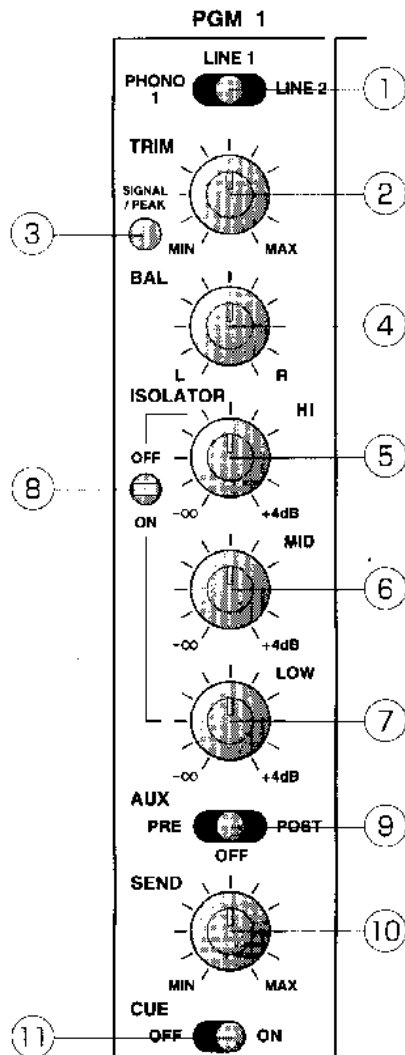 PGM 1
LINE 1
PHONO 1
LINE 2
1
TRIM
SIGNAL / PEAK
2
3
MIN
MAX
BAL
4
L
R
ISOLATOR
HI
OFF
5
8
ON
-∞
+4dB
MID
6
-∞
+4dB
LOW
7
-∞
+4dB
AUX
PRE
POST
9
OFF
SEND
10
MIN
MAX
CUE
11
OFF
ON